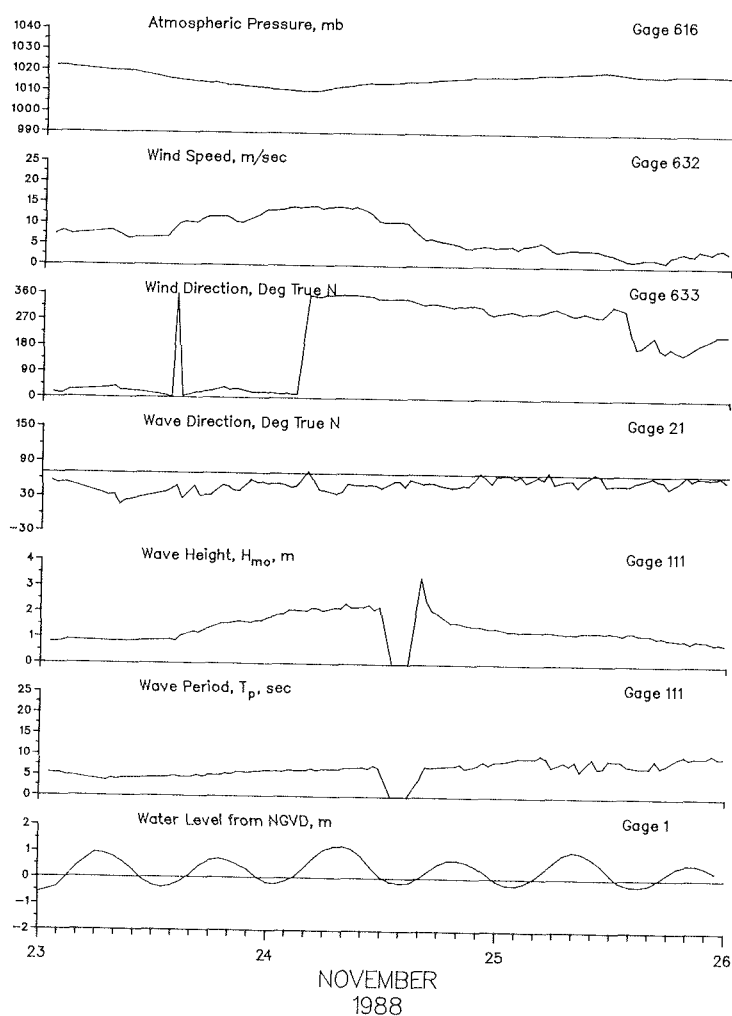 Atmospheric Pressure, mb
Gage 616
1040
1030
1020
1010
1000
990
Wind Speed, m/sec
Gage 632
25
20
15
10
5
0
Wind Direction, Deg True N
Gage 633
360
270
180
90
0
Wave Direction, Deg True N
Gage 21
150
90
30
-30
Wave Height, Hmo, m
Gage 111
4
3
2
1
0
Wave Period, Tp, sec
Gage 111
25
20
15
10
5
0
Water Level from NGVD, m
Gage 1
2
1
0
-1
-2
23 24 25 26
NOVEMBER
1988